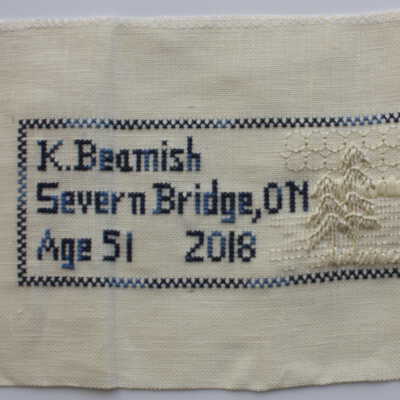 K.Beamish
Severn Bridge,ON
Age 51 2018